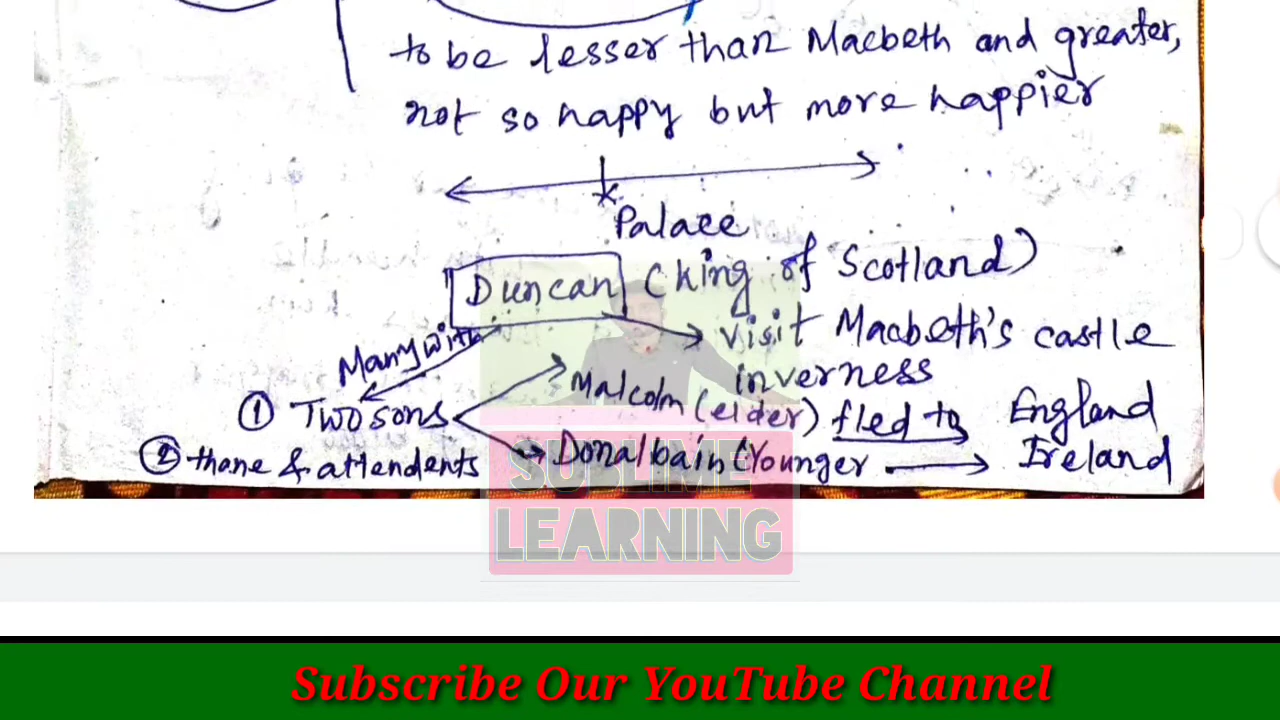 to be lesser than Macbeth and greater,
not so happy but more happier
Palace
Duncan (King of Scotland)
visit Macbeth's castle
inverness
Many with
① Two sons
Malcolm (elder) fled to England
② thane & attendents
Donalbain (Younger Ireland
SUBLIME
LEARNING
Subscribe Our YouTube Channel